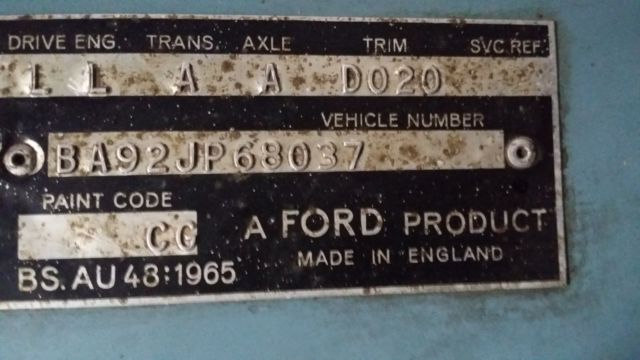 DRIVE ENG. TRANS. AXLE TRIM SVC. REF.
L L A A D020
VEHICLE NUMBER
BA92JP68037
PAINT CODE
CC A FORD PRODUCT
MADE IN ENGLAND
BS. AU 48:1965